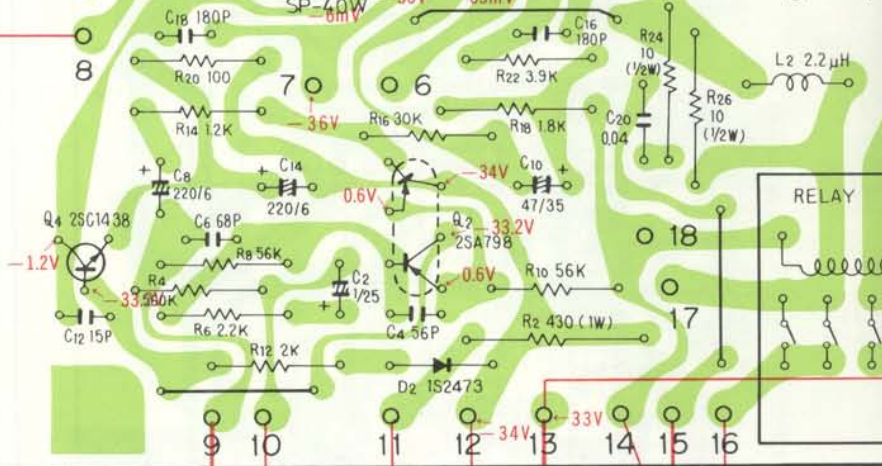 SP-40W
-6mV
C18 180P
C16
180P
R24
10
(1/2W)
L2 2.2μH
8
R20 100
7
6
R22 3.9K
R26
10
(1/2W)
R14 1.2K
-36V
R16 30K
R18 1.8K
C20
0.04
-34V
C8
220/6
C14
220/6
0.6V
C10
47/35
RELAY
Q4 2SC1438
C6 68P
Q2
2SA798
-33.2V
18
-1.2V
R8 56K
0.6V
R4
C2
1/25
R10 56K
17
C12 15P
R6 2.2K
C4 56P
R2 430 (1W)
R12 2K
D2 1S2473
9
10
11
12
-34V
13
-33V
14
15
16